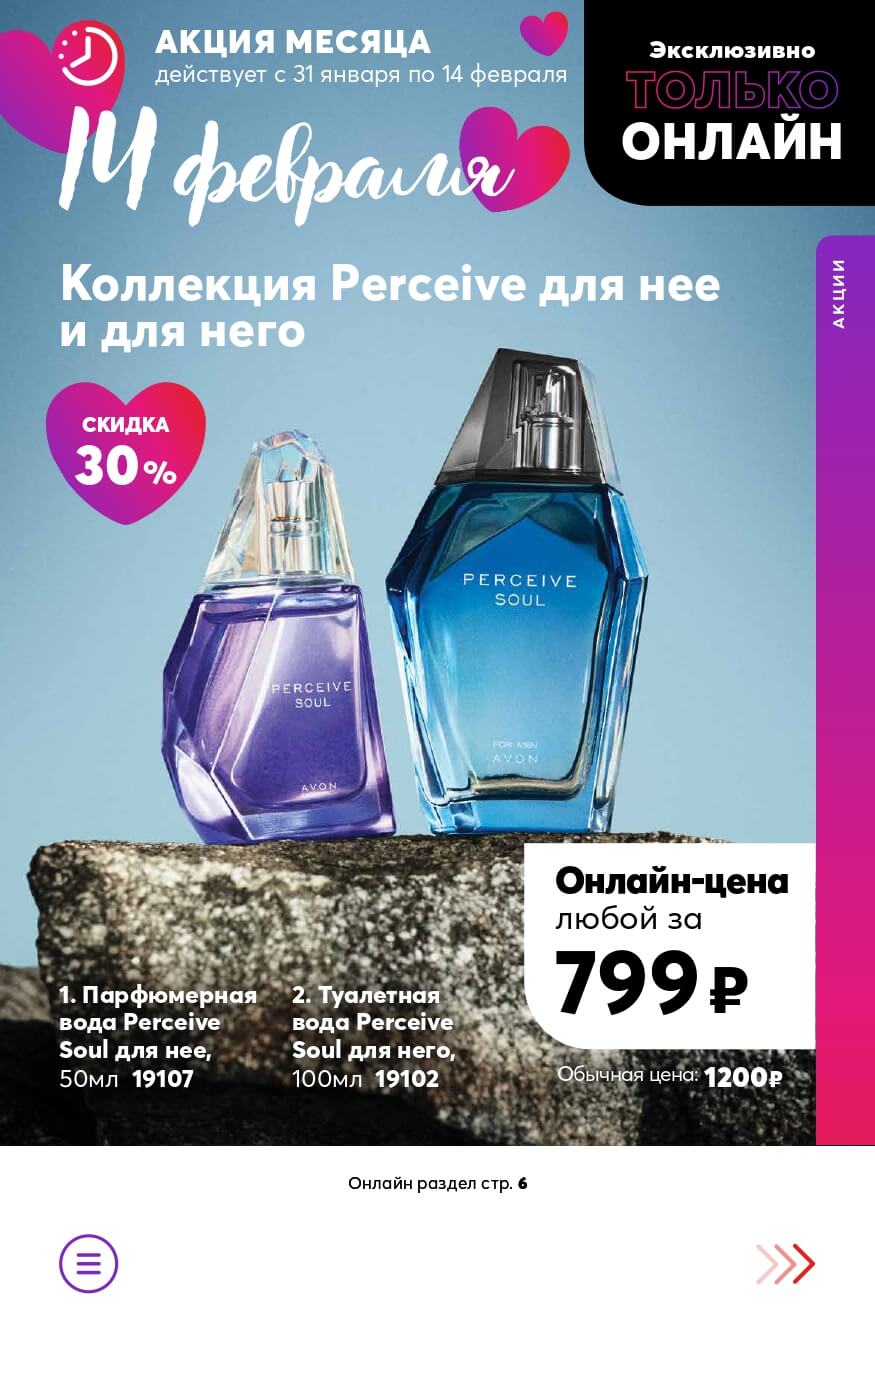 АКЦИЯ МЕСЯЦА
действует с 31 января по 14 февраля
14 февраля
Эксклюзивно
ТОЛЬКО
ОНЛАЙН
АКЦИИ
Коллекция Perceive для нее
и для него
СКИДКА
30%
PERCEIVE
SOUL
AVON
PERCEIVE
SOUL
FOR MEN
AVON
Онлайн-цена
любой за
799 ₽
Обычная цена: 1200₽
1. Парфюмерная
вода Perceive
Soul для нее,
50мл 19107
2. Туалетная
вода Perceive
Soul для него,
100мл 19102
Онлайн раздел стр. 6